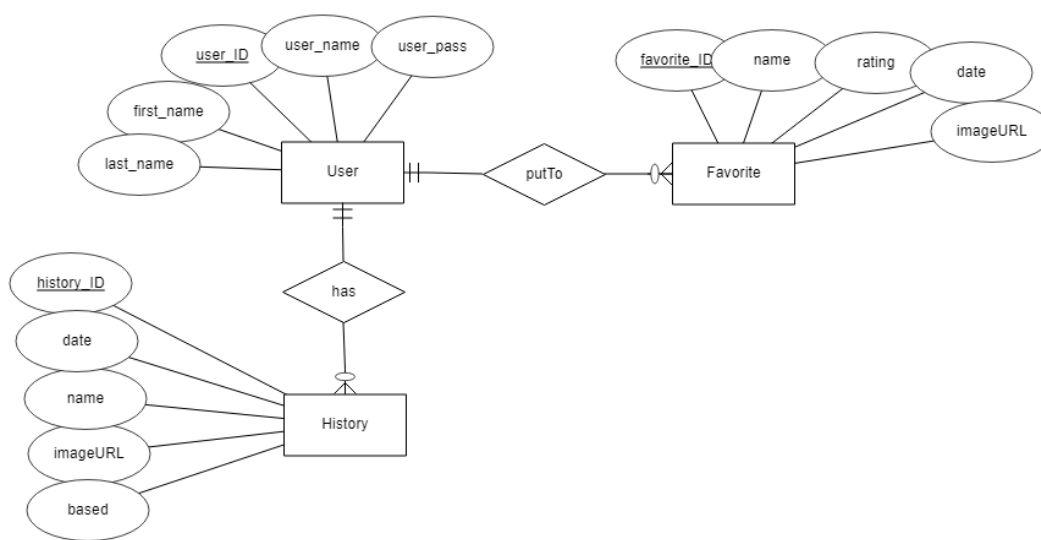 user_ID
user_name
user_pass
first_name
last_name
User
putTo
favorite_ID
name
rating
date
imageURL
Favorite
has
history_ID
date
name
imageURL
based
History